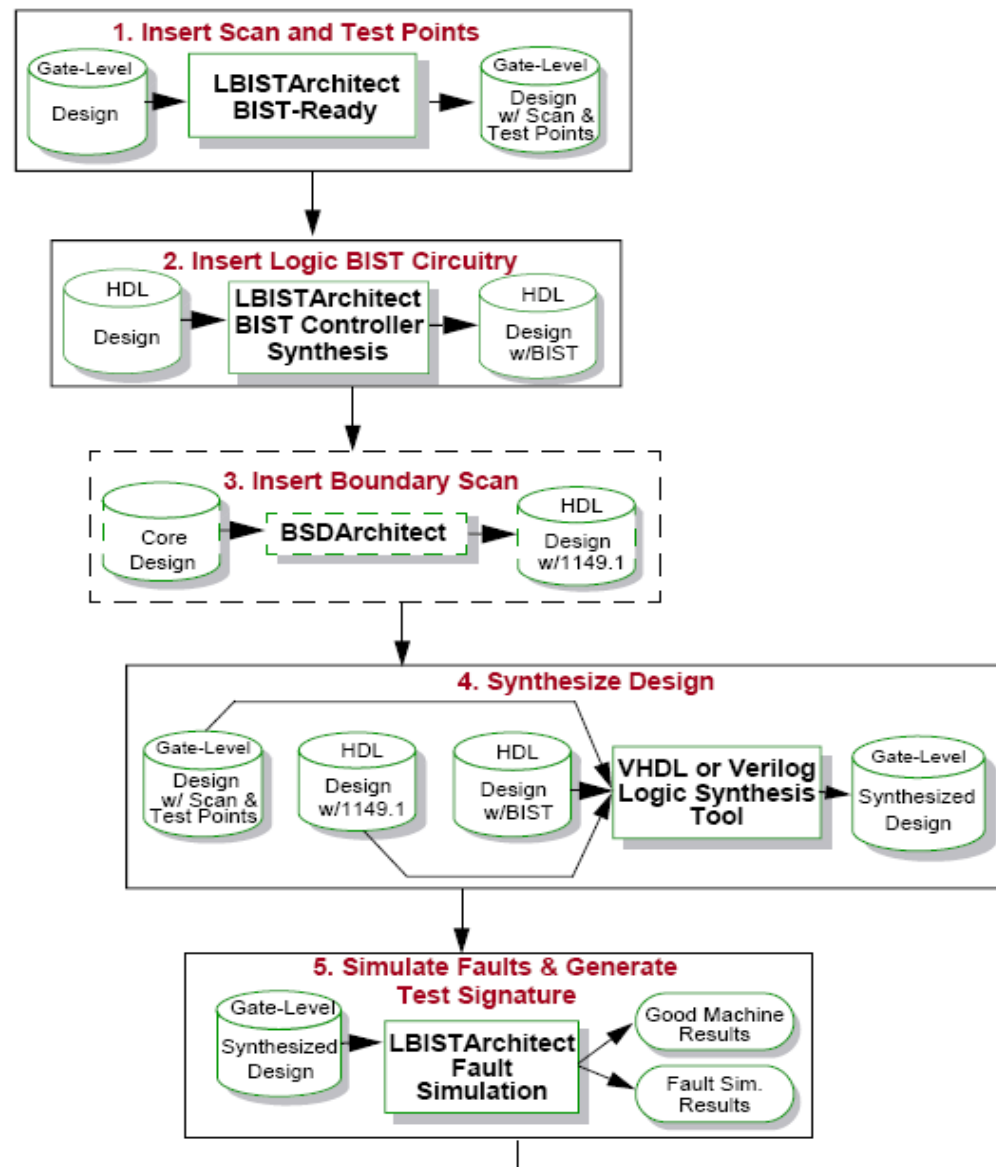 1. Insert Scan and Test Points
Gate-Level
Design
LBISTArchitect
BIST-Ready
Gate-Level
Design
w/ Scan &
Test Points
2. Insert Logic BIST Circuitry
HDL
Design
LBISTArchitect
BIST Controller
Synthesis
HDL
Design
w/BIST
3. Insert Boundary Scan
Core
Design
BSDArchitect
HDL
Design
w/1149.1
4. Synthesize Design
Gate-Level
Design
w/ Scan &
Test Points
HDL
Design
w/1149.1
HDL
Design
w/BIST
VHDL or Verilog
Logic Synthesis
Tool
Gate-Level
Synthesized
Design
5. Simulate Faults & Generate
Test Signature
Gate-Level
Synthesized
Design
LBISTArchitect
Fault
Simulation
Good Machine
Results
Fault Sim.
Results